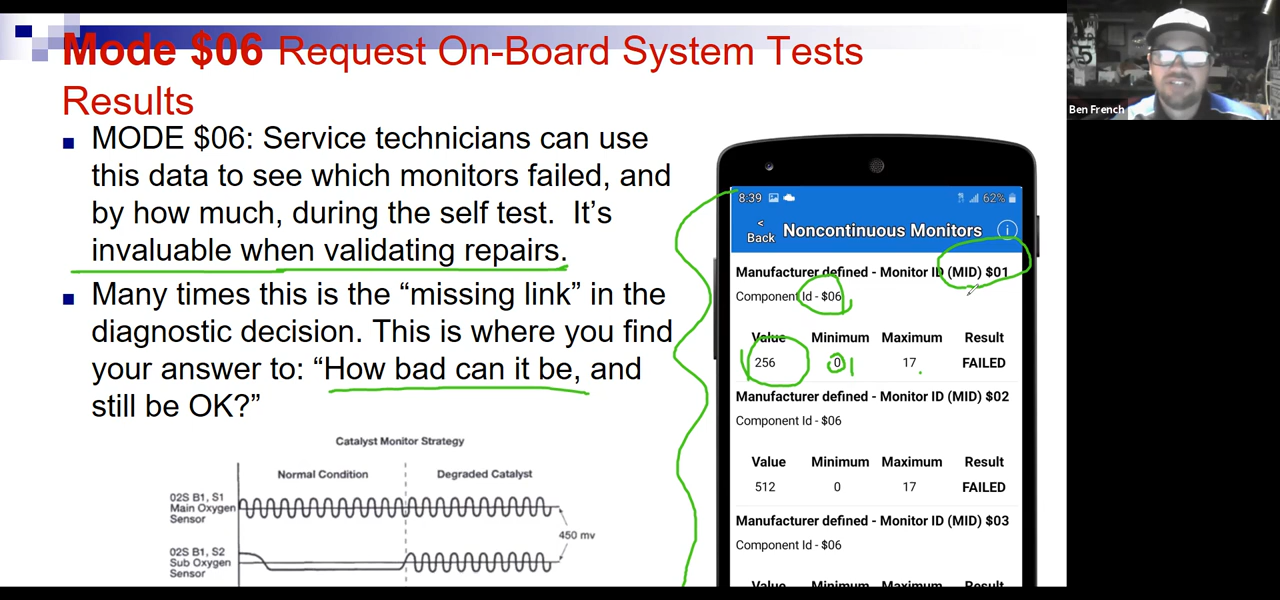 Mode $06 Request On-Board System Tests
Results
MODE $06: Service technicians can use
this data to see which monitors failed, and
by how much, during the self test. It's
invaluable when validating repairs.
Many times this is the “missing link” in the
diagnostic decision. This is where you find
your answer to: “How bad can it be, and
still be OK?”
Catalyst Monitor Strategy
Normal Condition
Degraded Catalyst
02S B1, S1
Main Oxygen
Sensor
450 mv
02S B1, S2
Sub Oxygen
Sensor
8:39 62%
<
Back
Noncontinuous Monitors i
Manufacturer defined - Monitor ID (MID) $01
Component Id - $06
Value Minimum Maximum Result
256 0 17 FAILED
Manufacturer defined - Monitor ID (MID) $02
Component Id - $06
Value Minimum Maximum Result
512 0 17 FAILED
Manufacturer defined - Monitor ID (MID) $03
Component Id - $06
Value Minimum Maximum Result
Ben French